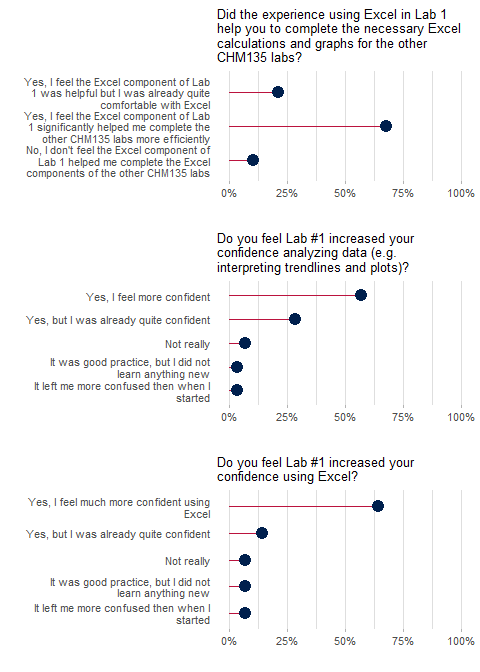 Did the experience using Excel in Lab 1
help you to complete the necessary Excel
calculations and graphs for the other
CHM135 labs?
Yes, I feel the Excel component of Lab
1 was helpful but I was already quite
comfortable with Excel
Yes, I feel the Excel component of Lab
1 significantly helped me complete the
other CHM135 labs more efficiently
No, I don't feel the Excel component of
Lab 1 helped me complete the Excel
components of the other CHM135 labs
0% 25% 50% 75% 100%
Do you feel Lab #1 increased your
confidence analyzing data (e.g.
interpreting trendlines and plots)?
Yes, I feel more confident
Yes, but I was already quite confident
Not really
It was good practice, but I did not
learn anything new
It left me more confused then when I
started
0% 25% 50% 75% 100%
Do you feel Lab #1 increased your
confidence using Excel?
Yes, I feel much more confident using
Excel
Yes, but I was already quite confident
Not really
It was good practice, but I did not
learn anything new
It left me more confused then when I
started
0% 25% 50% 75% 100%